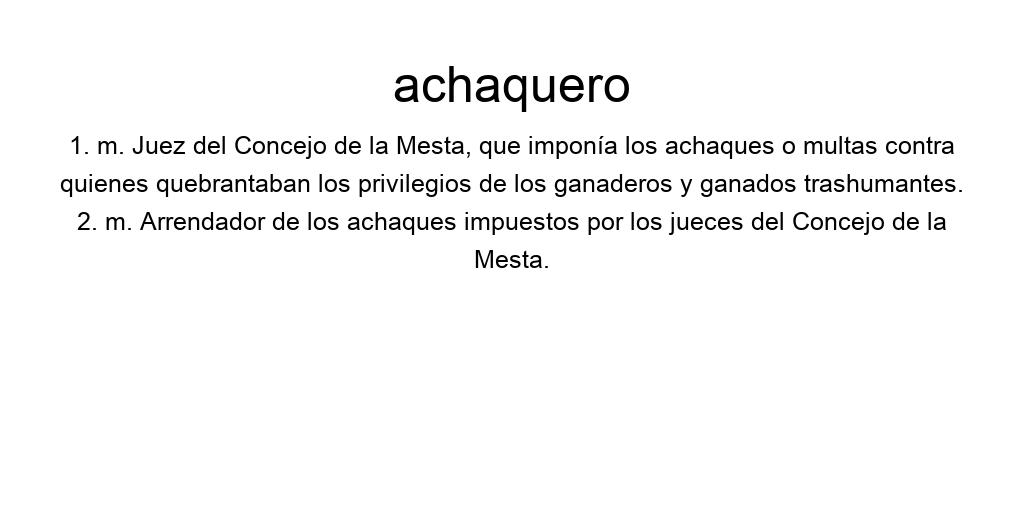 achaquero
1. m. Juez del Concejo de la Mesta, que imponía los achaques o multas contra
quienes quebrantaban los privilegios de los ganaderos y ganados trashumantes.
2. m. Arrendador de los achaques impuestos por los jueces del Concejo de la
Mesta.